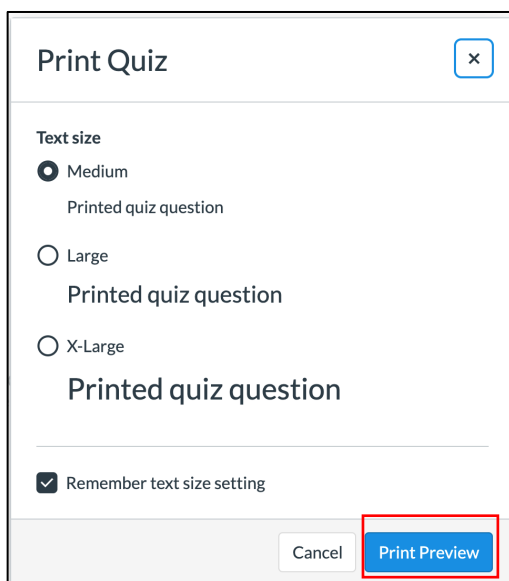 Print Quiz
Text size
Medium
Printed quiz question
Large
Printed quiz question
X-Large
Printed quiz question
Remember text size setting
Cancel Print Preview